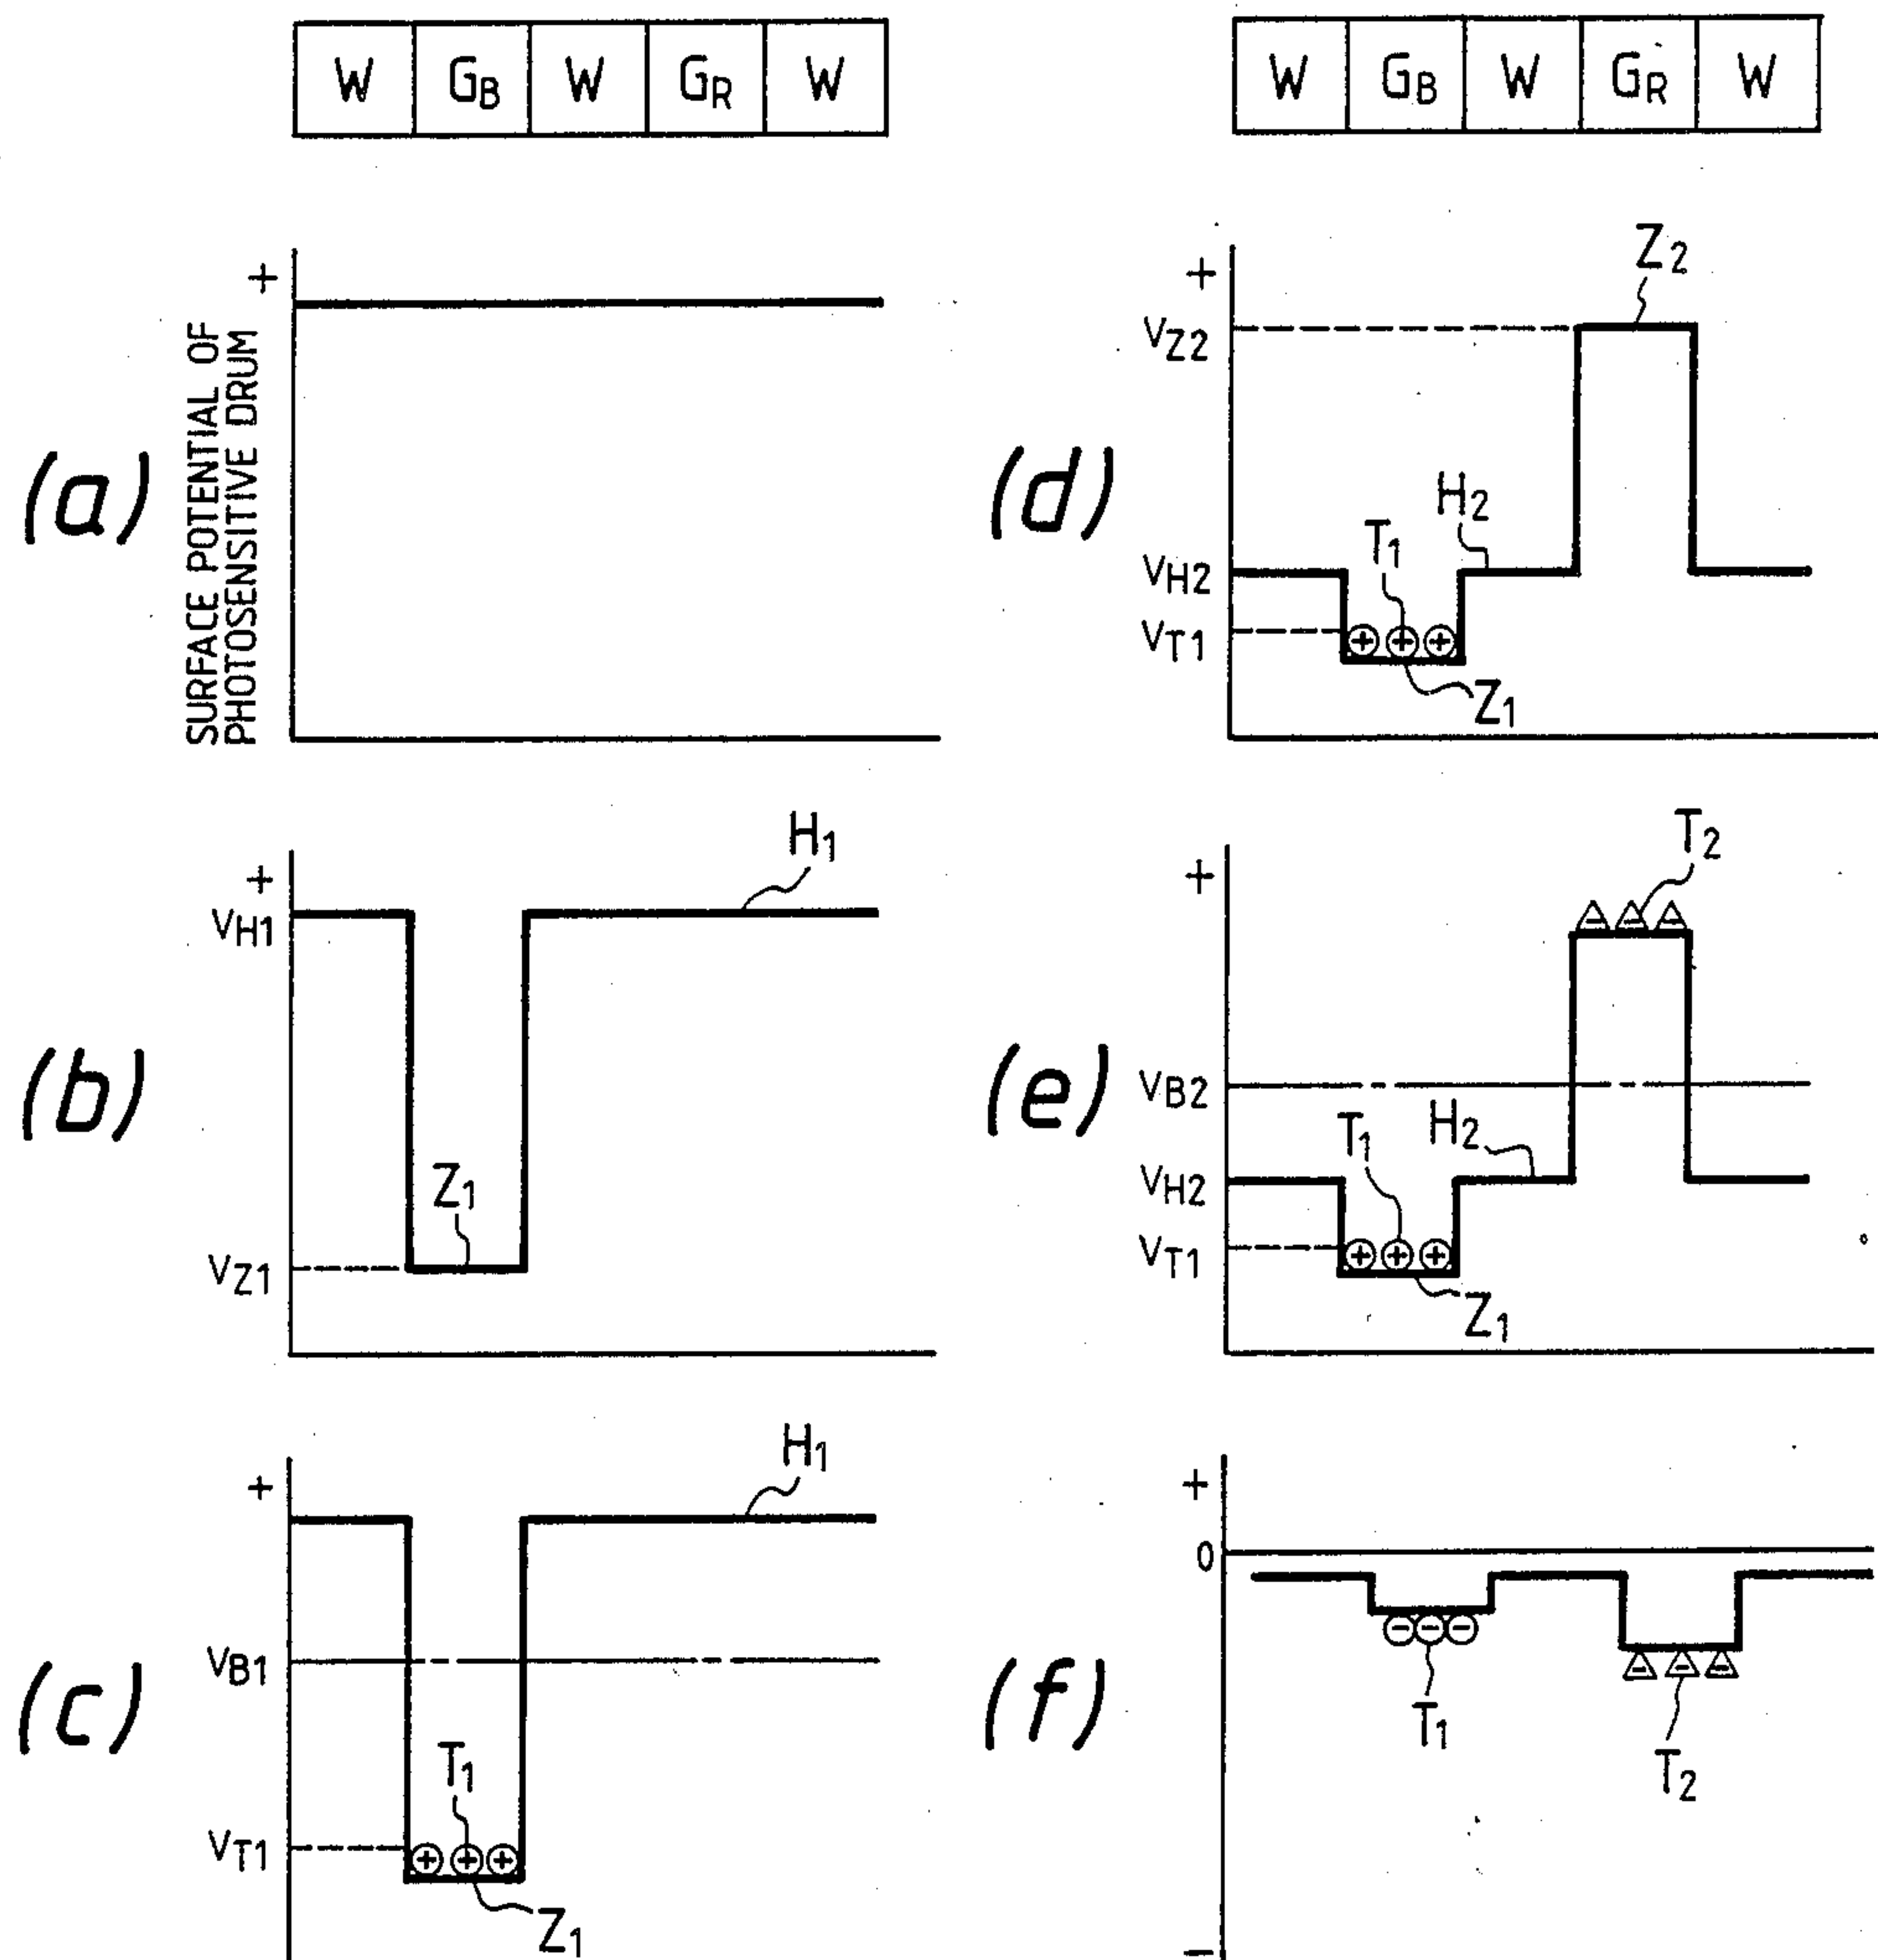 W GB W GR W
W GB W GR W
(a)
SURFACE POTENTIAL OF
PHOTOSENSITIVE DRUM
+
(b)
+
VH1
H1
Z1
VZ1
(c)
+
H1
VB1
T1
VT1
+ + +
Z1
(d)
+
Z2
VZ2
H2
T1
VH2
VT1
+ + +
Z1
(e)
+
T2
- - -
VB2
T1
H2
VH2
VT1
+ + +
Z1
(f)
+
0
- - -
T1
- - -
T2
-